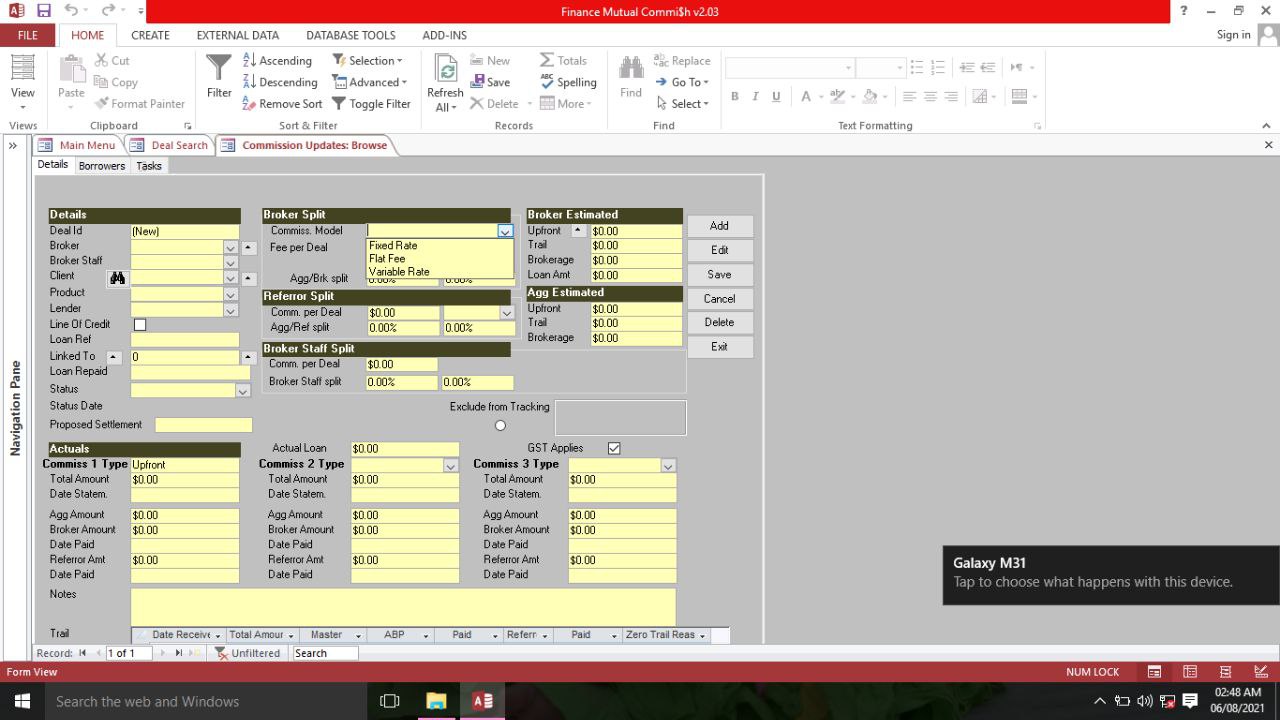 Finance Mutual Commi$h v2.03
FILE HOME CREATE EXTERNAL DATA DATABASE TOOLS ADD-INS Sign in
View Paste Cut Copy Format Painter Filter Ascending Descending Remove Sort Selection Advanced Toggle Filter Refresh All New Save Delete Totals Spelling More Find Replace Go To Select B I U A
Views Clipboard Sort & Filter Records Find Text Formatting
Main Menu Deal Search Commission Updates: Browse
Details Borrowers Tasks
Navigation Pane
Details
Deal Id (New)
Broker
Broker Staff
Client
Product
Lender
Line Of Credit
Loan Ref
Linked To 0
Loan Repaid
Status
Status Date
Proposed Settlement
Broker Split
Commiss. Model
Fixed Rate
Flat Fee
Variable Rate
Fee per Deal
Agg/Brk split 0.00% 0.00%
Referror Split
Comm. per Deal $0.00
Agg/Ref split 0.00% 0.00%
Broker Staff Split
Comm. per Deal $0.00
Broker Staff split 0.00% 0.00%
Exclude from Tracking
Broker Estimated
Upfront $0.00
Trail $0.00
Brokerage $0.00
Loan Amt $0.00
Agg Estimated
Upfront $0.00
Trail $0.00
Brokerage $0.00
Add
Edit
Save
Cancel
Delete
Exit
Actuals Actual Loan $0.00 GST Applies
Commiss 1 Type Upfront Commiss 2 Type Commiss 3 Type
Total Amount $0.00 Total Amount $0.00 Total Amount $0.00
Date Statem. Date Statem. Date Statem.
Agg Amount $0.00 Agg Amount $0.00 Agg Amount $0.00
Broker Amount $0.00 Broker Amount $0.00 Broker Amount $0.00
Date Paid Date Paid Date Paid
Referror Amt $0.00 Referror Amt $0.00 Referror Amt $0.00
Date Paid Date Paid Date Paid
Notes
Trail Date Receive Total Amour Master ABP Paid Referr Paid Zero Trail Reas
Galaxy M31
Tap to choose what happens with this device.
Record: 1 of 1 Unfiltered Search
Form View NUM LOCK
Search the web and Windows
02:48 AM
06/08/2021